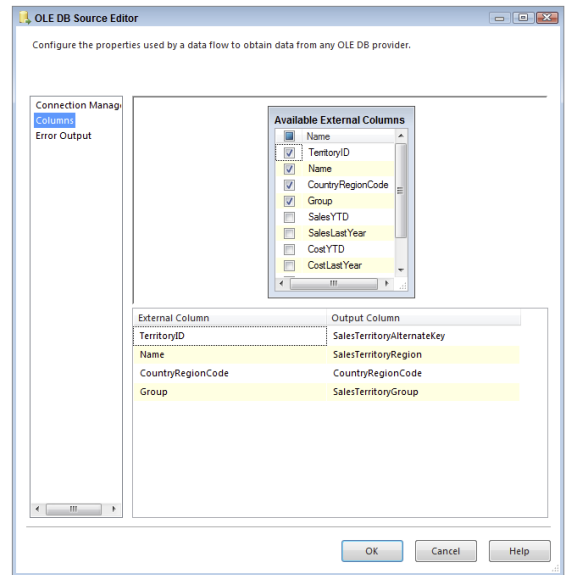 OLE DB Source Editor
Configure the properties used by a data flow to obtain data from any OLE DB provider.
Connection Manag
Columns
Error Output
Available External Columns
Name
TerritoryID
Name
CountryRegionCode
Group
SalesYTD
SalesLastYear
CostYTD
CostLastYear
External Column Output Column
TerritoryID SalesTerritoryAlternateKey
Name SalesTerritoryRegion
CountryRegionCode CountryRegionCode
Group SalesTerritoryGroup
OK Cancel Help